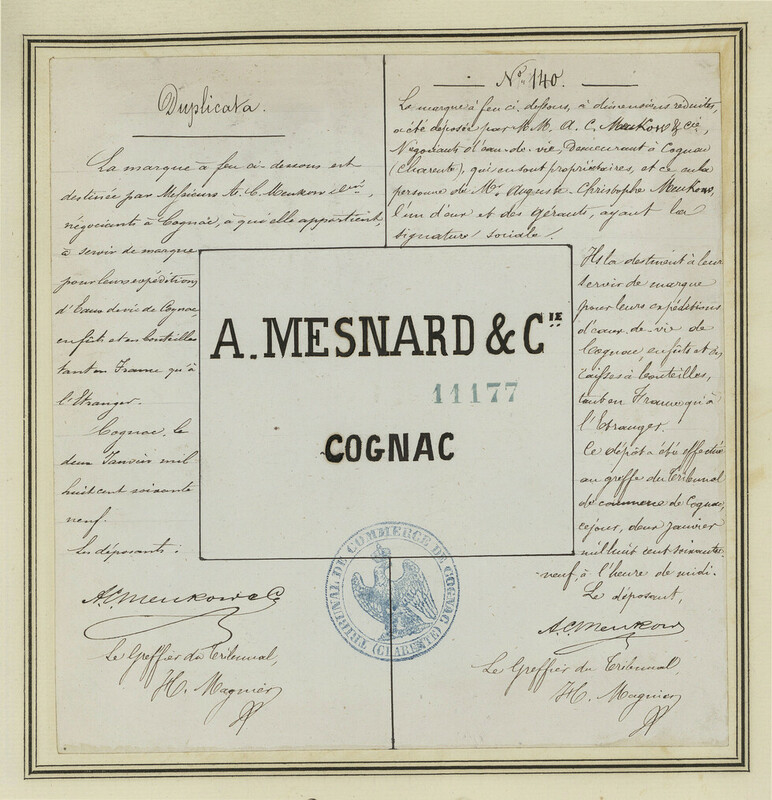 Duplicata.
La marque à feu ci-dessous est
destinée par Messieurs A. C. Meukow & Cie,
négociants à Cognac, à qui elle appartient,
à servir de marque
pour leurs expéditions
d'Eaux de vie de Cognac,
en fûts et en bouteilles
tant en France qu'à
l'Etranger.
Cognac, le
deux Janvier mil
huit cent soixante
neuf.
Les déposants :
A. C. Meukow & C
Le Greffier du Tribunal,
H. Magnier
No. 140.
La marque à feu ci-dessous, à dimensions réduites,
a été déposée par M.M. A. C. Meukow & Cie,
Négociants d'eau-de-vie, Demeurant à Cognac
(Charente), qui en sont propriétaires, et ce en la
personne du Mr. Auguste-Christophe Meukow,
l'un d'eux et des gérants, ayant la
signature sociale.
Ils la destinent à leur
servir de marque
pour leurs expéditions
d'eaux-de-vie de
Cognac, en fûts et en
caisses à bouteilles,
tant en France qu'à
l'Etranger.
Ce dépôt a été effectué
au greffe du Tribunal
de commerce de Cognac,
ce jour, deux janvier
mil huit cent soixante-
neuf, à l'heure de midi.
Le déposant,
A. C. Meukow
Le Greffier du Tribunal,
H. Magnier
A. MESNARD & CIE
11177
COGNAC
TRIBUNAL DE COMMERCE DE COGNAC (CHARENTE)